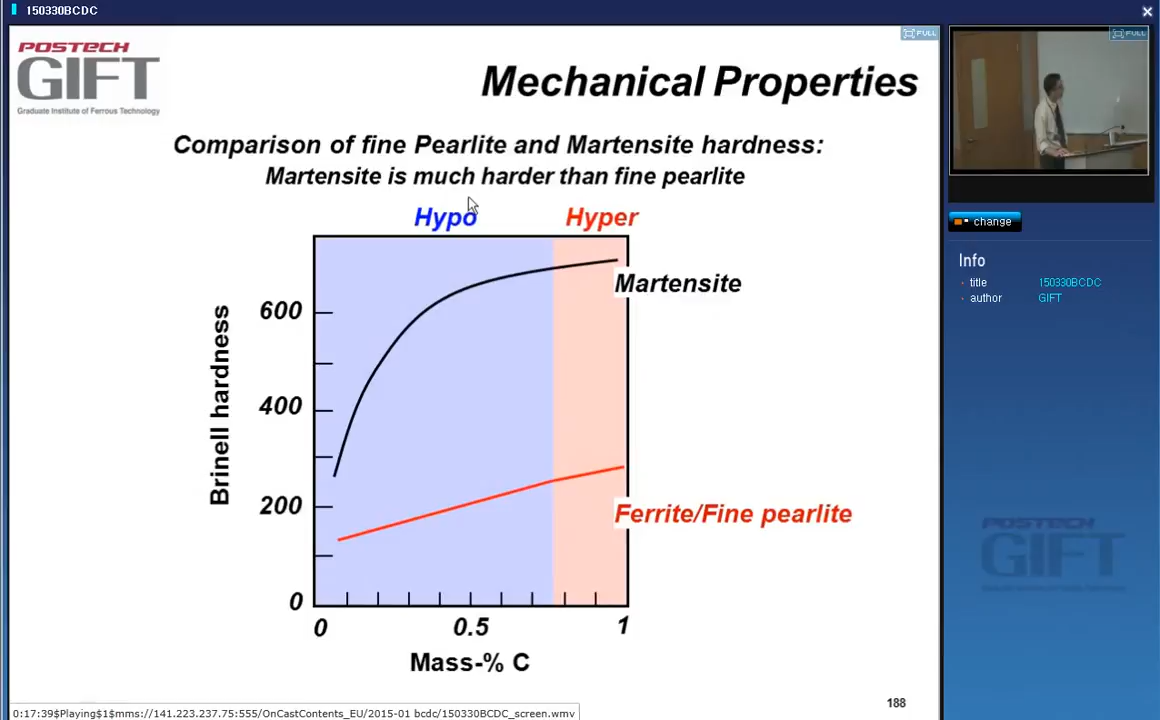 150330BCDC
POSTECH
GIFT
Graduate Institute of Ferrous Technology
FULL
FULL
Mechanical Properties
Comparison of fine Pearlite and Martensite hardness:
Martensite is much harder than fine pearlite
Hypo
Hyper
Martensite
600
400
200
0
Brinell hardness
Ferrite/Fine pearlite
0
0.5
1
Mass-% C
188
change
Info
title
150330BCDC
author
GIFT
POSTECH
GIFT
0:17:39$Playing$1$mms://141.223.237.75:555/OnCastContents_EU/2015-01 bcdc/150330BCDC_screen.wmv